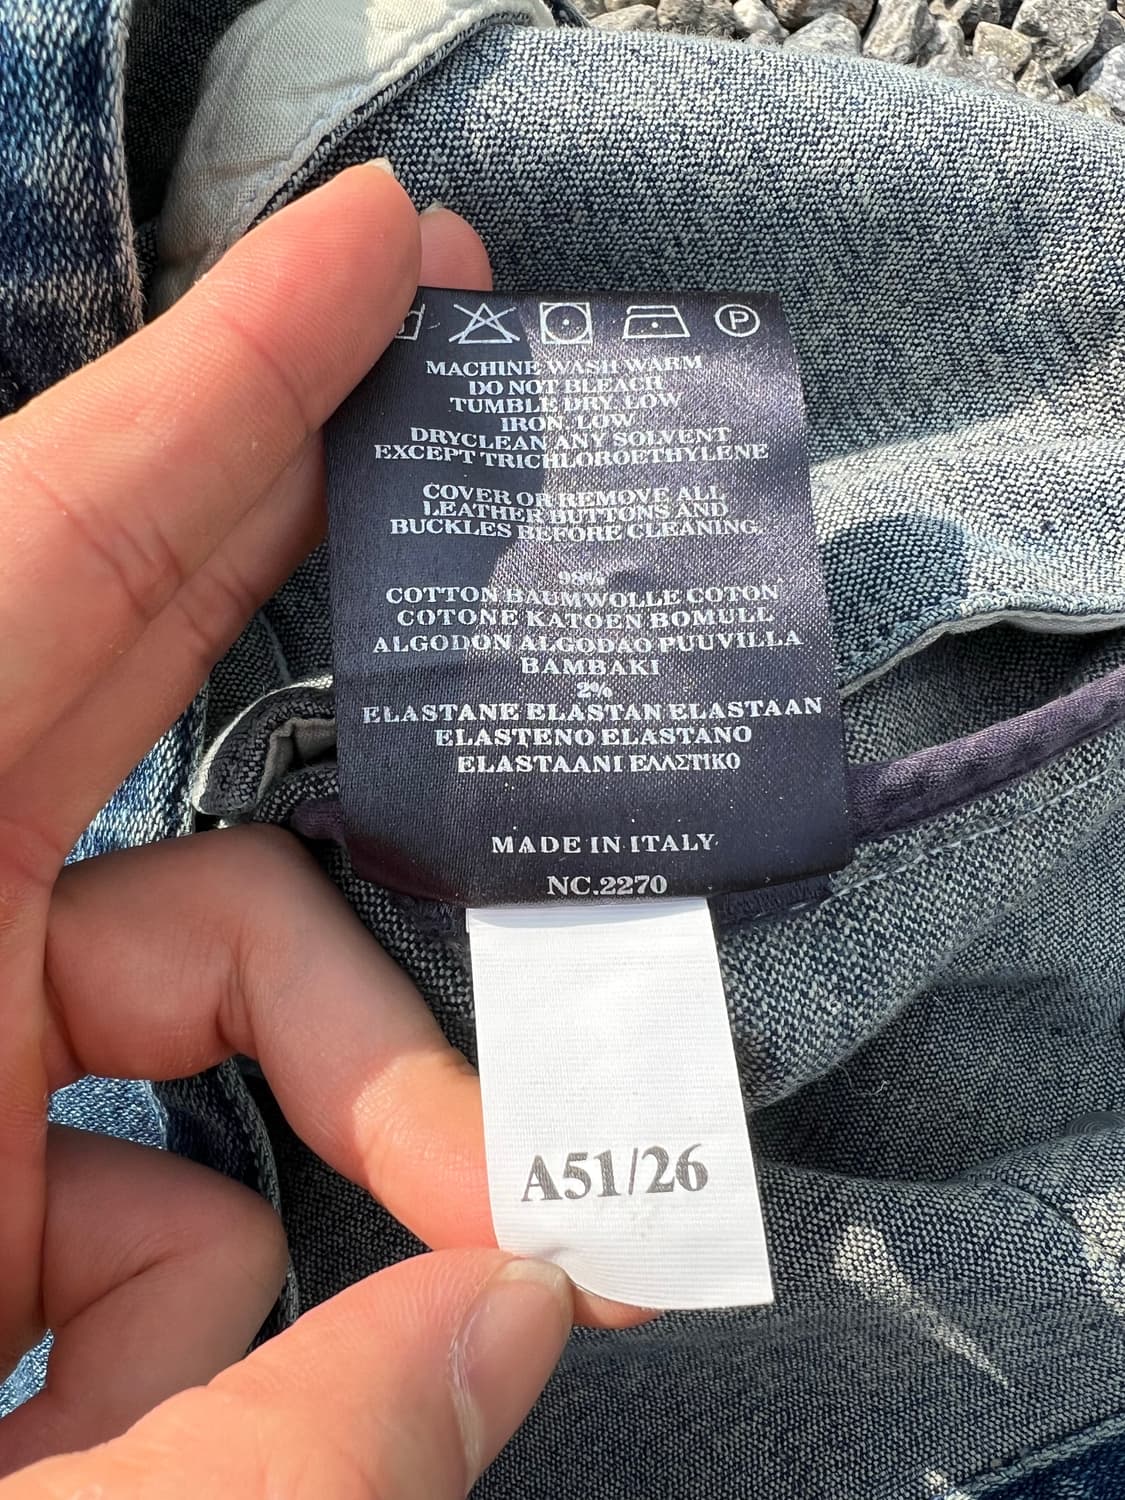 P
MACHINE WASH WARM
DO NOT BLEACH
TUMBLE DRY, LOW
IRON, LOW
DRYCLEAN ANY SOLVENT
EXCEPT TRICHLOROETHYLENE
COVER OR REMOVE ALL
LEATHER BUTTONS AND
BUCKLES BEFORE CLEANING
98%
COTTON BAUMWOLLE COTON
COTONE KATOEN BOMULL
ALGODON ALGODAO PUUVILLA
BAMBAKI
2%
ELASTANE ELASTAN ELASTAAN
ELASTENO ELASTANO
ELASTAANI ΕΛΛΣΤΙΚΟ
MADE IN ITALY
NC.2270
A51/26